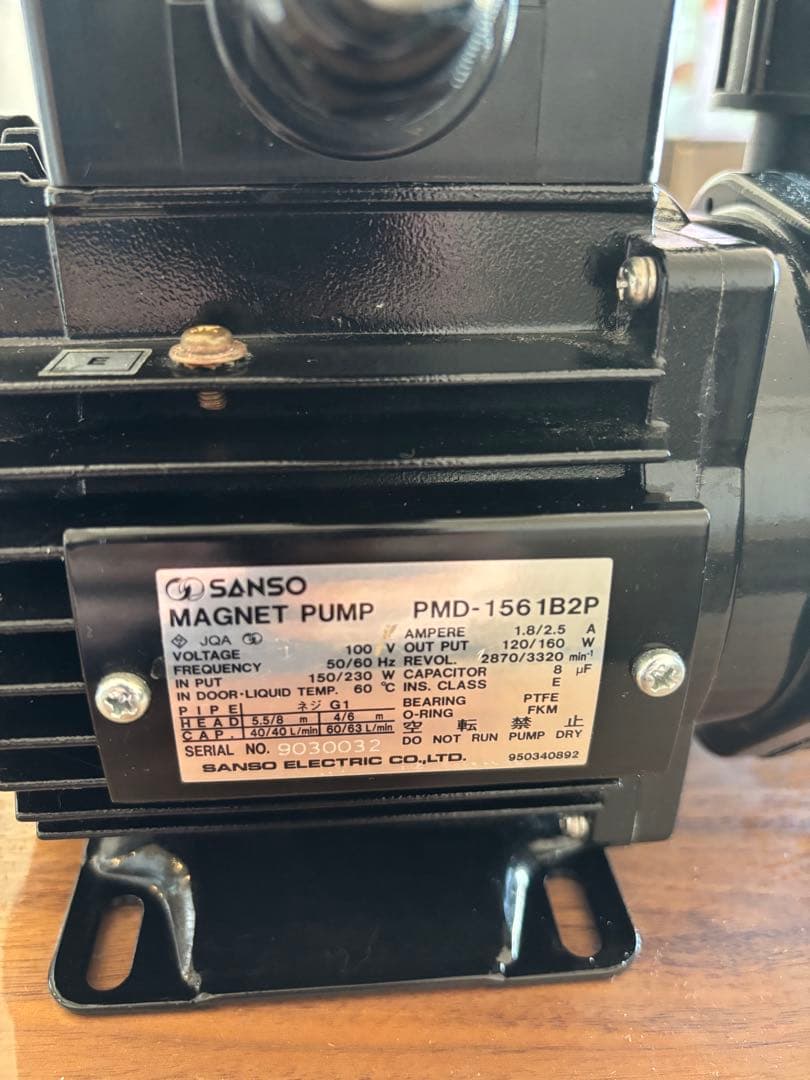 E
SANSO
MAGNET PUMP PMD-1561B2P
JQA
VOLTAGE 100 V
FREQUENCY 50/60 Hz
IN PUT 150/230 W
IN DOOR·LIQUID TEMP. 60 ℃
PIPE ネジ G1
HEAD 5.5/8 m 4/6 m
CAP. 40/40 L/min 60/63 L/min
SERIAL NO. 9030032
AMPERE 1.8/2.5 A
OUT PUT 120/160 W
REVOL. 2870/3320 min⁻¹
CAPACITOR 8 μF
INS. CLASS E
BEARING PTFE
O-RING FKM
空転禁止
DO NOT RUN PUMP DRY
SANSO ELECTRIC CO.,LTD. 950340892